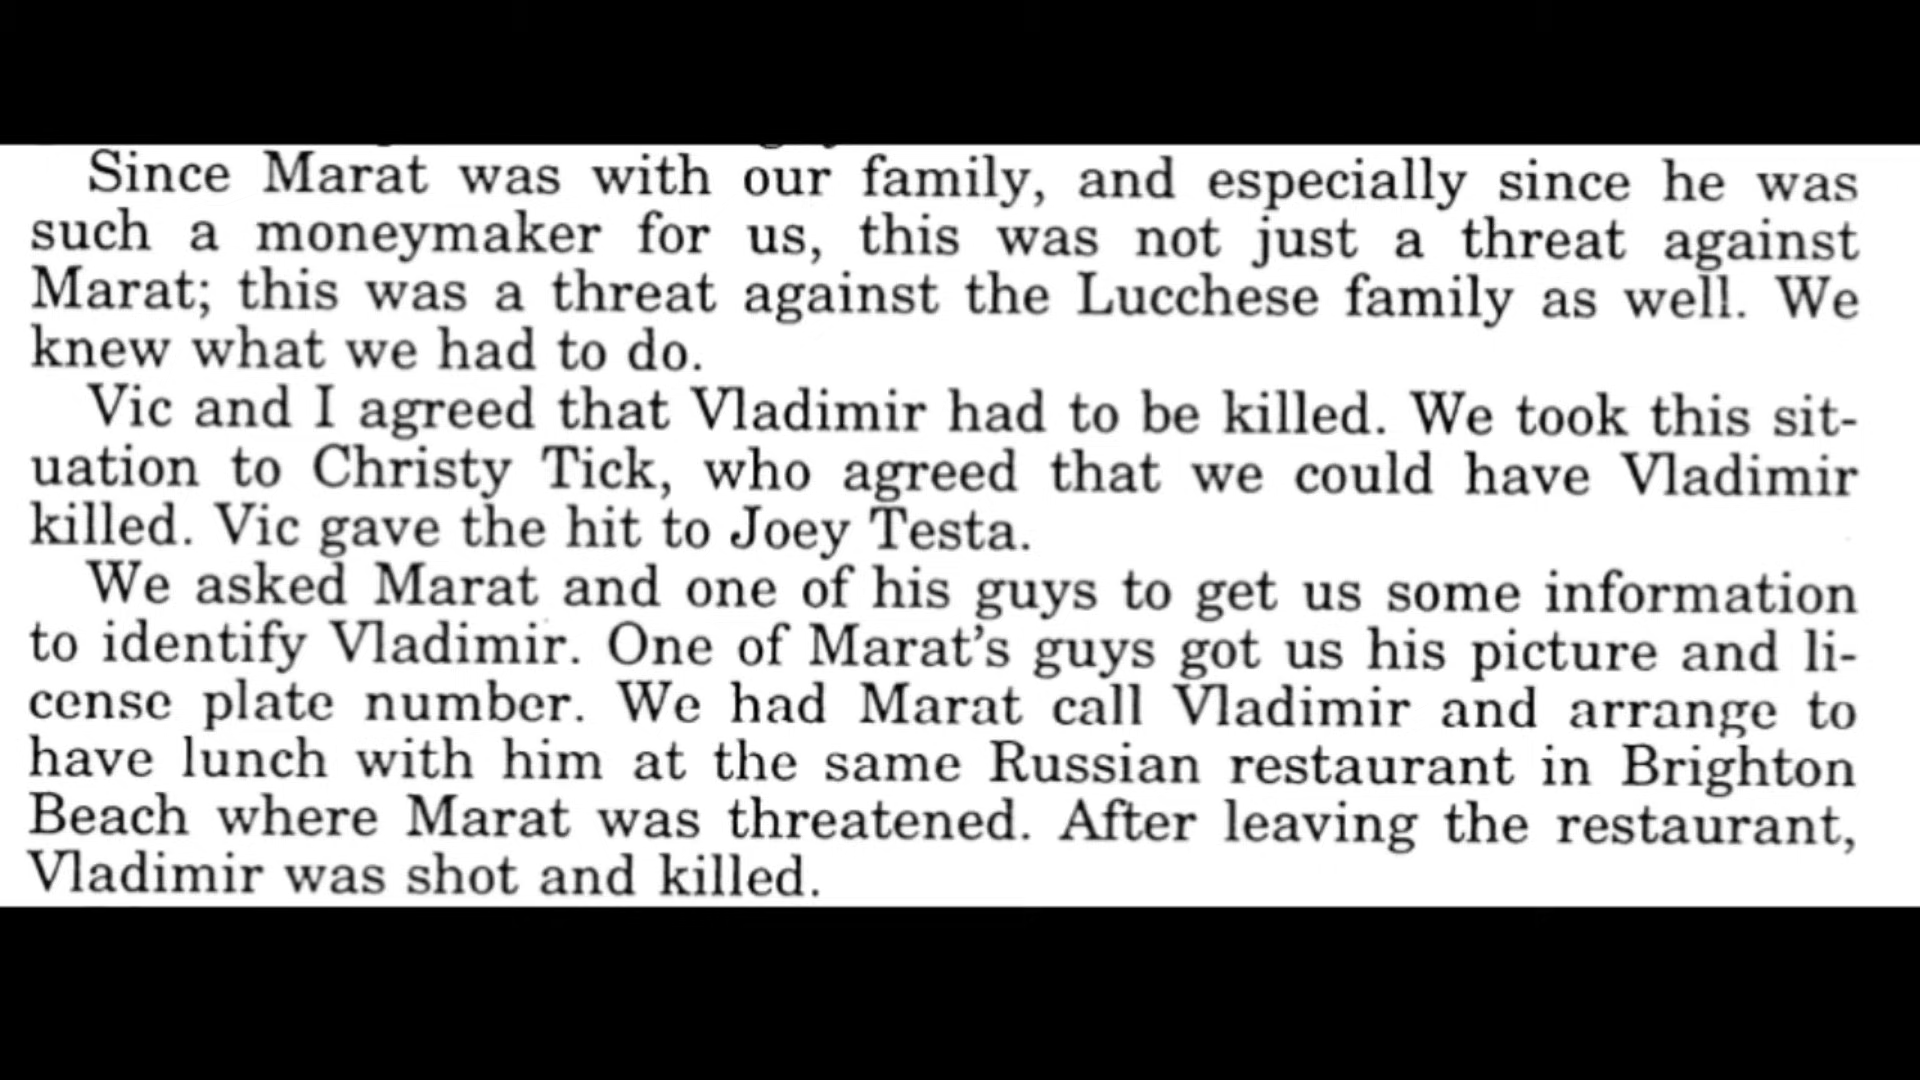 Since Marat was with our family, and especially since he was
such a moneymaker for us, this was not just a threat against
Marat; this was a threat against the Lucchese family as well. We
knew what we had to do.
Vic and I agreed that Vladimir had to be killed. We took this sit-
uation to Christy Tick, who agreed that we could have Vladimir
killed. Vic gave the hit to Joey Testa.
We asked Marat and one of his guys to get us some information
to identify Vladimir. One of Marat's guys got us his picture and li-
cense plate number. We had Marat call Vladimir and arrange to
have lunch with him at the same Russian restaurant in Brighton
Beach where Marat was threatened. After leaving the restaurant,
Vladimir was shot and killed.